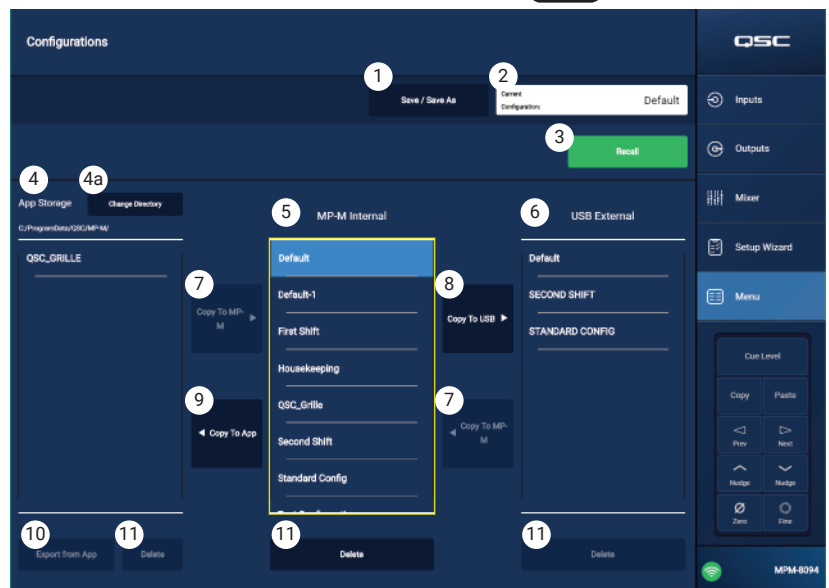 Configurations
QSC
1
2
Save / Save As
Current
Configuration:
Default
Inputs
3
Recall
Outputs
4
4a
App Storage
Change Directory
5
MP-M Internal
6
USB External
Mixer
C:/ProgramData/QSC/MP-M/
QSC_GRILLE
Default
Default
Setup Wizard
7
Copy To MP-
M
Default-1
8
Copy To USB
SECOND SHIFT
Menu
First Shift
STANDARD CONFIG
Housekeeping
Cue Level
9
Copy To App
QSC_Grille
7
Copy To MP-
M
Copy
Paste
Second Shift
Prev
Next
Standard Config
Nudge
Nudge
Zero
Fine
10
Export from App
11
Delete
11
Delete
11
Delete
MPM-8094